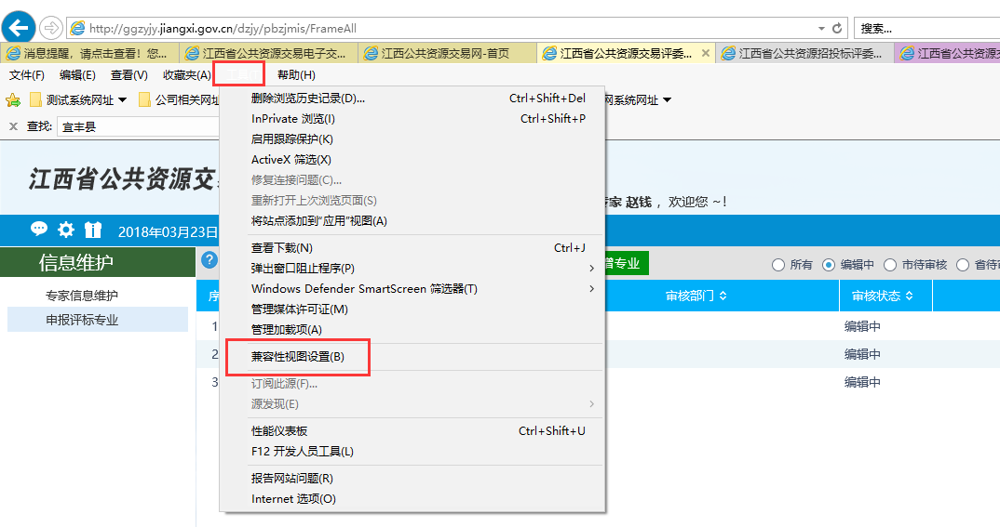 http://ggzyjy.jiangxi.gov.cn/dzjy/pbzjmis/FrameAll
搜索...
消息提醒，请点击查看！您...
江西省公共资源交易电子交...
江西公共资源交易网-首页
江西省公共资源交易评委...
江西省公共资源招投标评委...
江西省公共资源
文件(F) 编辑(E) 查看(V) 收藏夹(A) 帮助(H)
测试系统网址 公司相关网址 网系统网址
查找: 宜丰县
删除浏览历史记录(D)... Ctrl+Shift+Del
InPrivate 浏览(I) Ctrl+Shift+P
启用跟踪保护(K)
ActiveX 筛选(X)
修复连接问题(C)...
重新打开上次浏览页面(S)
将站点添加到“应用”视图(A)
查看下载(N) Ctrl+J
弹出窗口阻止程序(P)
Windows Defender SmartScreen 筛选器(T)
管理媒体许可证(M)
管理加载项(A)
兼容性视图设置(B)
订阅此源(F)...
源发现(E)
性能仪表板 Ctrl+Shift+U
F12 开发人员工具(L)
报告网站问题(R)
Internet 选项(O)
江西省公共资源交
专家 赵钱 ，欢迎您 ~!
2018年03月23日
信息维护
专家信息维护
申报评标专业
增专业
所有 编辑中 市待审核 省待
序 审核部门 审核状态
1 编辑中
2 编辑中
3 编辑中